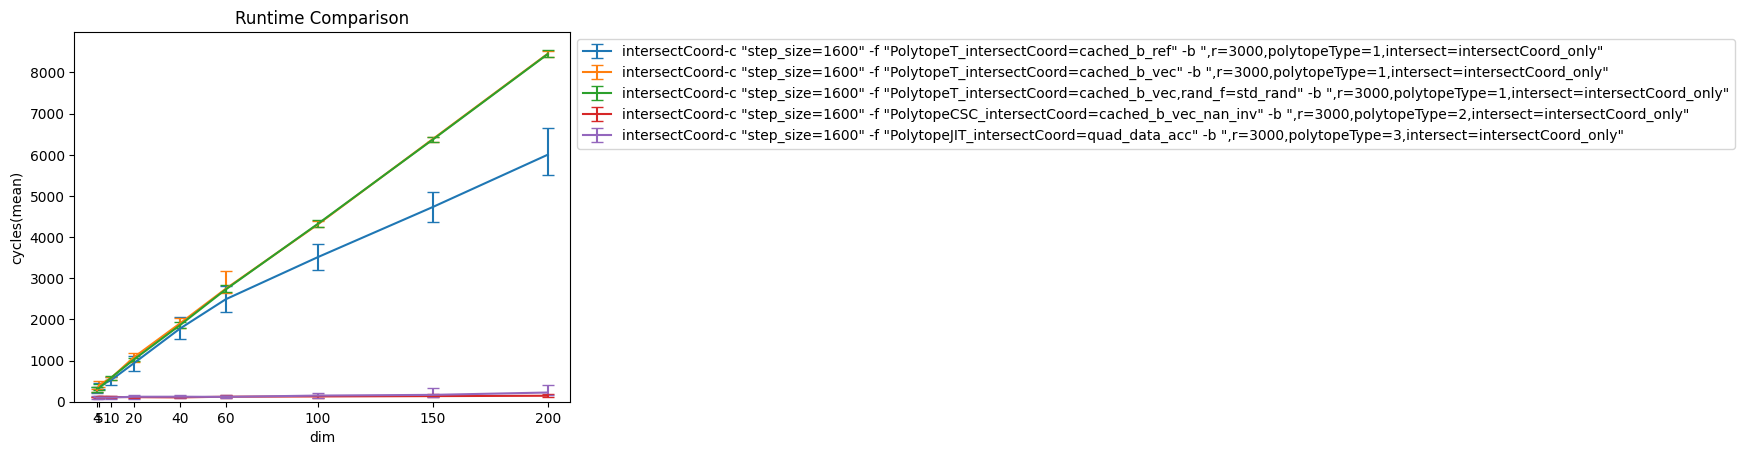 Runtime Comparison
cycles(mean)
8000
7000
6000
5000
4000
3000
2000
1000
0
4 5 10 20 40 60 100 150 200
dim
intersectCoord-c "step_size=1600" -f "PolytopeT_intersectCoord=cached_b_ref" -b ",r=3000,polytopeType=1,intersect=intersectCoord_only"
intersectCoord-c "step_size=1600" -f "PolytopeT_intersectCoord=cached_b_vec" -b ",r=3000,polytopeType=1,intersect=intersectCoord_only"
intersectCoord-c "step_size=1600" -f "PolytopeT_intersectCoord=cached_b_vec,rand_f=std_rand" -b ",r=3000,polytopeType=1,intersect=intersectCoord_only"
intersectCoord-c "step_size=1600" -f "PolytopeCSC_intersectCoord=cached_b_vec_nan_inv" -b ",r=3000,polytopeType=2,intersect=intersectCoord_only"
intersectCoord-c "step_size=1600" -f "PolytopeJIT_intersectCoord=quad_data_acc" -b ",r=3000,polytopeType=3,intersect=intersectCoord_only"